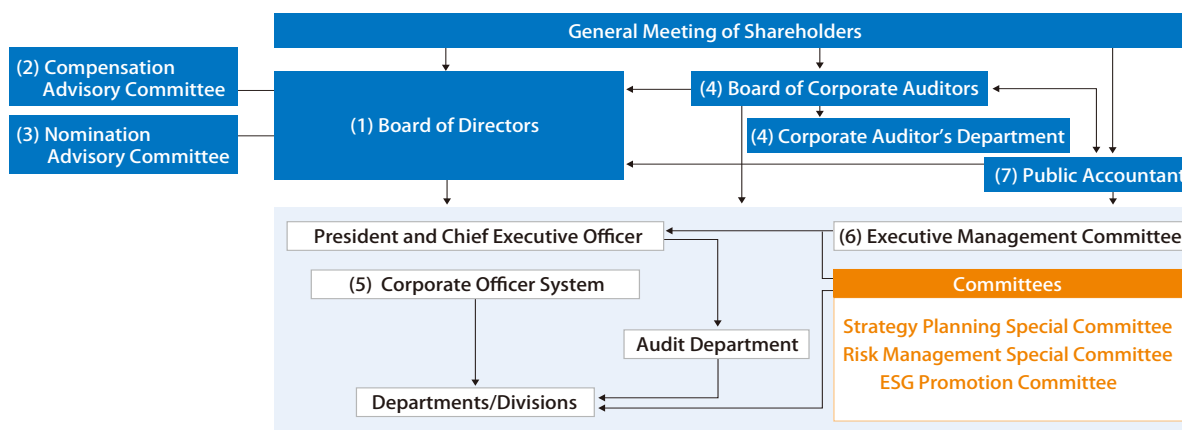 General Meeting of Shareholders
(2) Compensation
Advisory Committee
(3) Nomination
Advisory Committee
(1) Board of Directors
(4) Board of Corporate Auditors
(4) Corporate Auditor’s Department
(7) Public Accountant
President and Chief Executive Officer
(6) Executive Management Committee
(5) Corporate Officer System
Committees
Strategy Planning Special Committee
Risk Management Special Committee
ESG Promotion Committee
Audit Department
Departments/Divisions